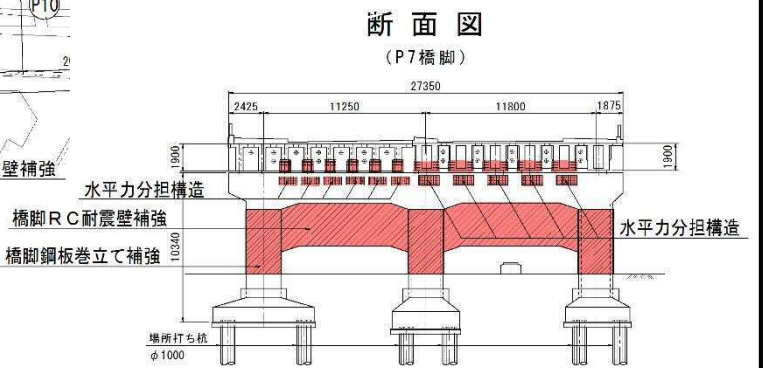 P10
断面図
(P7橋脚)
27350
2425
11250
11800
1875
1900
1900
壁補強
水平力分担構造
橋脚RC耐震壁補強
水平力分担構造
10340
橋脚鋼板巻立て補強
場所打ち杭
φ1000